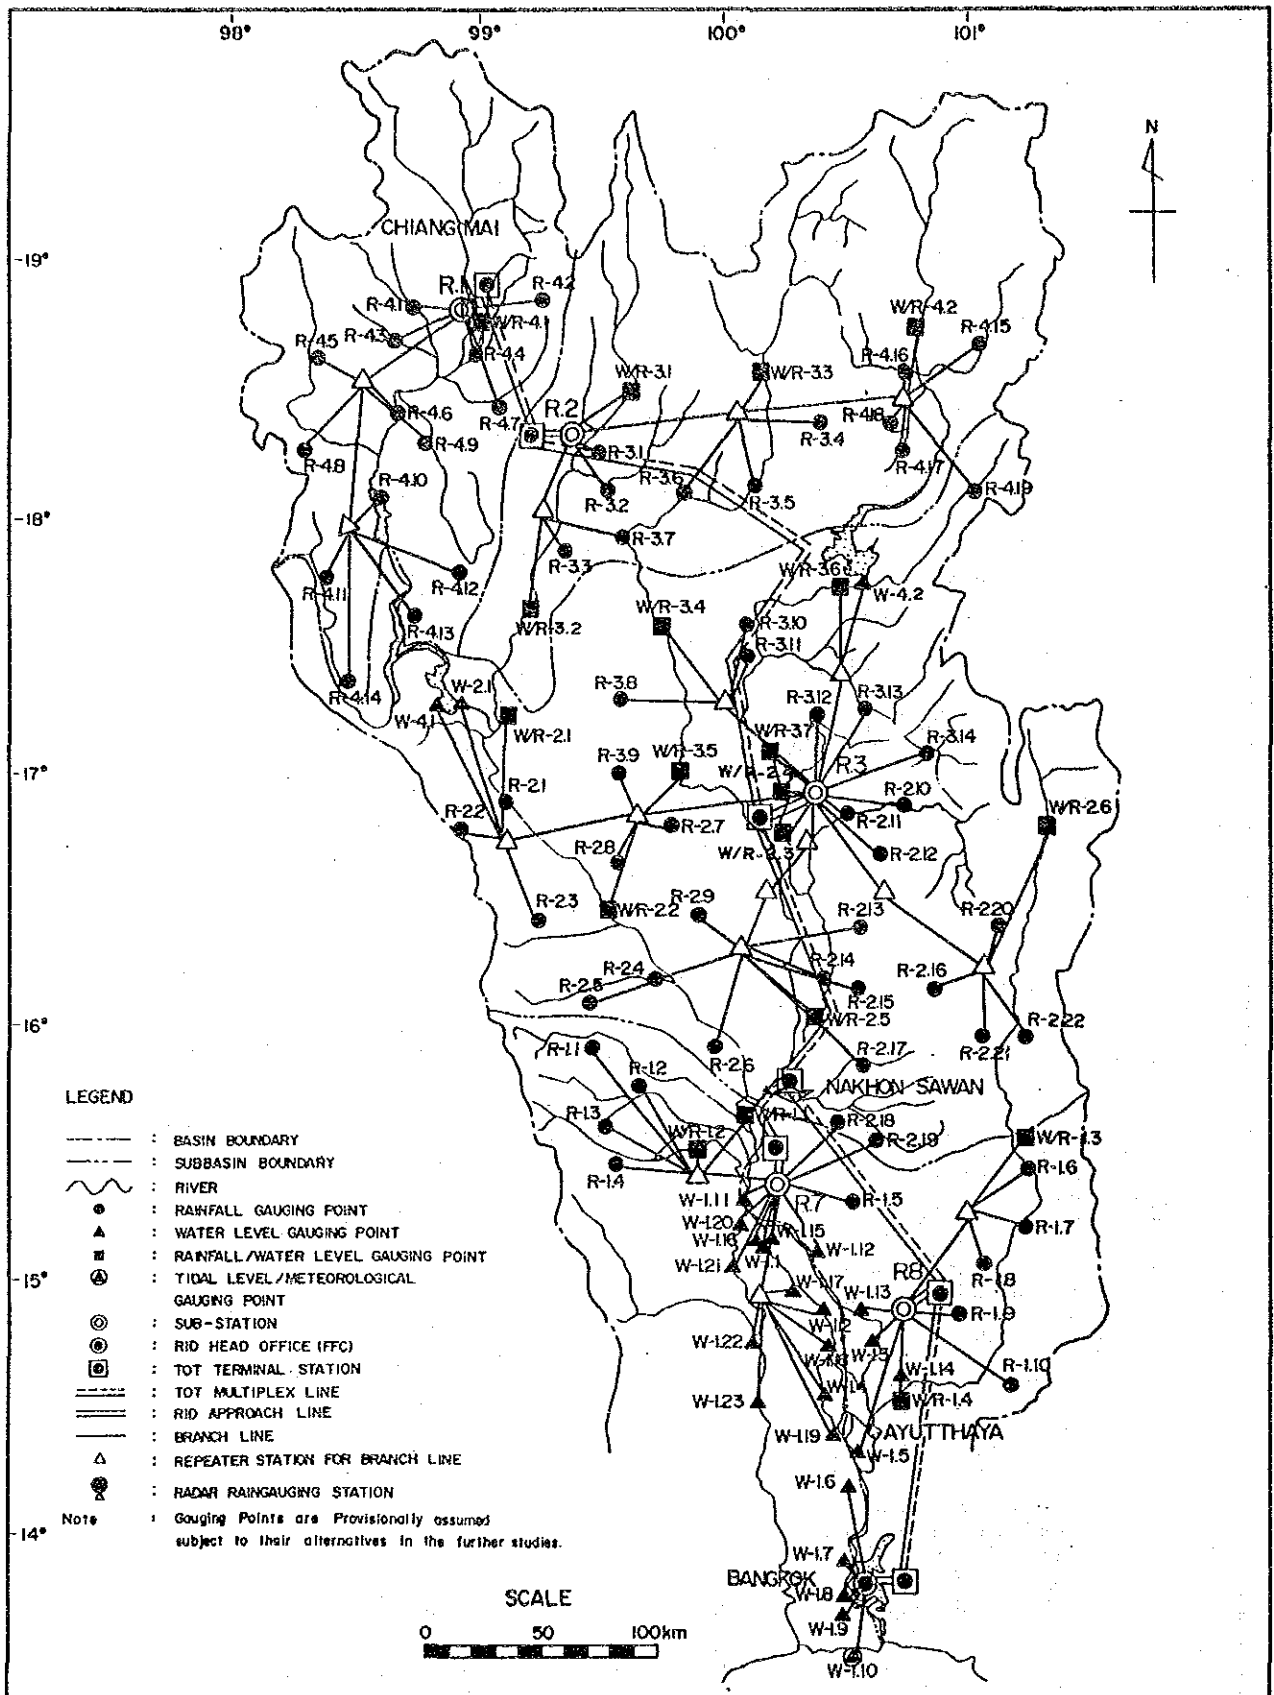 98° 99° 100° 101°
N
CHIANG MAI
19°
R.1 R-4.2
R-4.1 W/R-4.2
W/R-4.1 R-4.15
R-4.3 R-4.5 R-4.4 R-4.16
W/R-3.1 W/R-3.3
R-4.6 R-4.7 R.2 R-4.18
R-3.4
R-4.9 R-3.1 R-4.17
R-4.8
R-4.10 R-3.6 R-3.5 R-4.19
R-3.2
18°
R-3.7
R-3.3
W/R-3.6
R-4.11 R-4.12 W-4.2
W/R-3.4
R-4.13 W/R-3.2 R-3.10
R-3.11
R-3.8
R-4.14 W-2.1 R-3.12 R-3.13
W-4.1 W/R-2.1
W/R-3.7 R-3.14
17°
R-3.9 W/R-3.5 R.3
R-2.1 R-2.10
W/R-2.6
R-2.2 R-2.7 R-2.11
R-2.8 W/R-2.3 R-2.12
R-2.3 W/R-2.2 R-2.9 R-2.13 R-2.20
R-2.4 R-2.14 R-2.16
R-2.5 R-2.15
16°
W/R-2.5 R-2.22
R-1.1 R-2.6 R-2.17 R-2.21
R-1.2
NAKHON SAWAN
R-1.3 W/R-1.1 R-2.18
W/R-1.2 R-2.19 W/R-1.3
R-1.4 R-1.6
W-1.11 R.7 R-1.5
W-1.20 R-1.7
W-1.16 W-1.15 W-1.12
W-1.21 W-1.1 R-1.8
15°
W-1.17 R8
W-1.13
W-1.2 R-1.9
W-1.22 W-1.3
W-1.14 R-1.10
W-1.23 W-1.4 W/R-1.4
W-1.19 AYUTTHAYA
W-1.5
W-1.6
14°
W-1.7
BANGKOK
W-1.8
W-1.9
W-1.10
LEGEND
: BASIN BOUNDARY
: SUBBASIN BOUNDARY
: RIVER
: RAINFALL GAUGING POINT
: WATER LEVEL GAUGING POINT
: RAINFALL/WATER LEVEL GAUGING POINT
: TIDAL LEVEL/METEOROLOGICAL
GAUGING POINT
: SUB-STATION
: RID HEAD OFFICE (FFC)
: TOT TERMINAL STATION
: TOT MULTIPLEX LINE
: RID APPROACH LINE
: BRANCH LINE
: REPEATER STATION FOR BRANCH LINE
: RADAR RAINGAUGING STATION
Note : Gauging Points are Provisionally assumed
subject to their alternatives in the further studies.
SCALE
0 50 100km